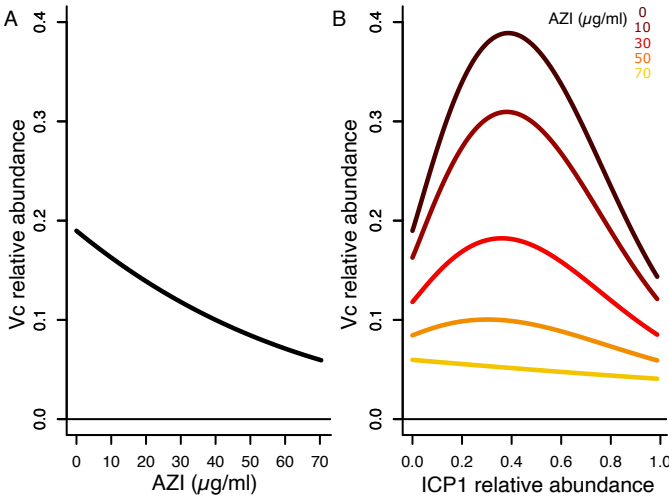 A
Vc relative abundance
0.4
0.3
0.2
0.1
0.0
0 10 20 30 40 50 60 70
AZI (µg/ml)
B
AZI (µg/ml)
0
10
30
50
70
Vc relative abundance
0.4
0.3
0.2
0.1
0.0
0.0 0.2 0.4 0.6 0.8 1.0
ICP1 relative abundance